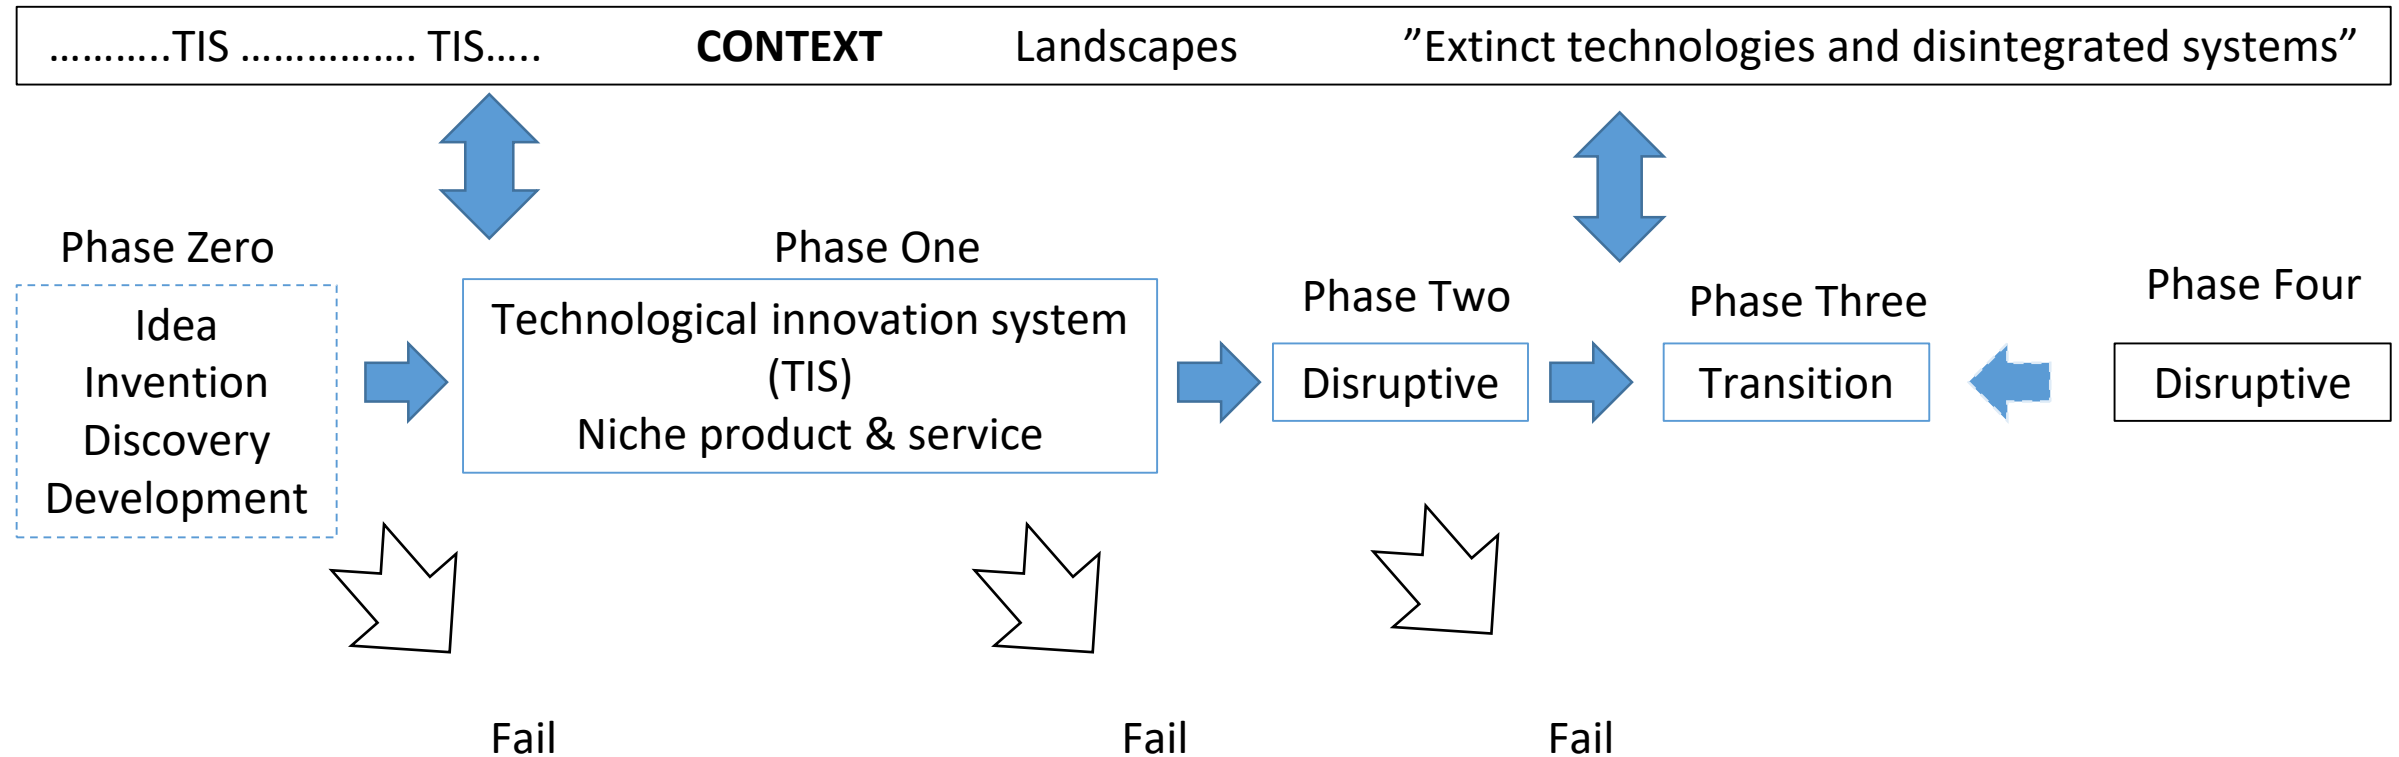 ………..TIS ……………. TIS….. CONTEXT Landscapes ”Extinct technologies and disintegrated systems”
Phase Zero
Idea
Invention
Discovery
Development
Phase One
Technological innovation system
(TIS)
Niche product & service
Phase Two
Disruptive
Phase Three
Transition
Phase Four
Disruptive
Fail
Fail
Fail